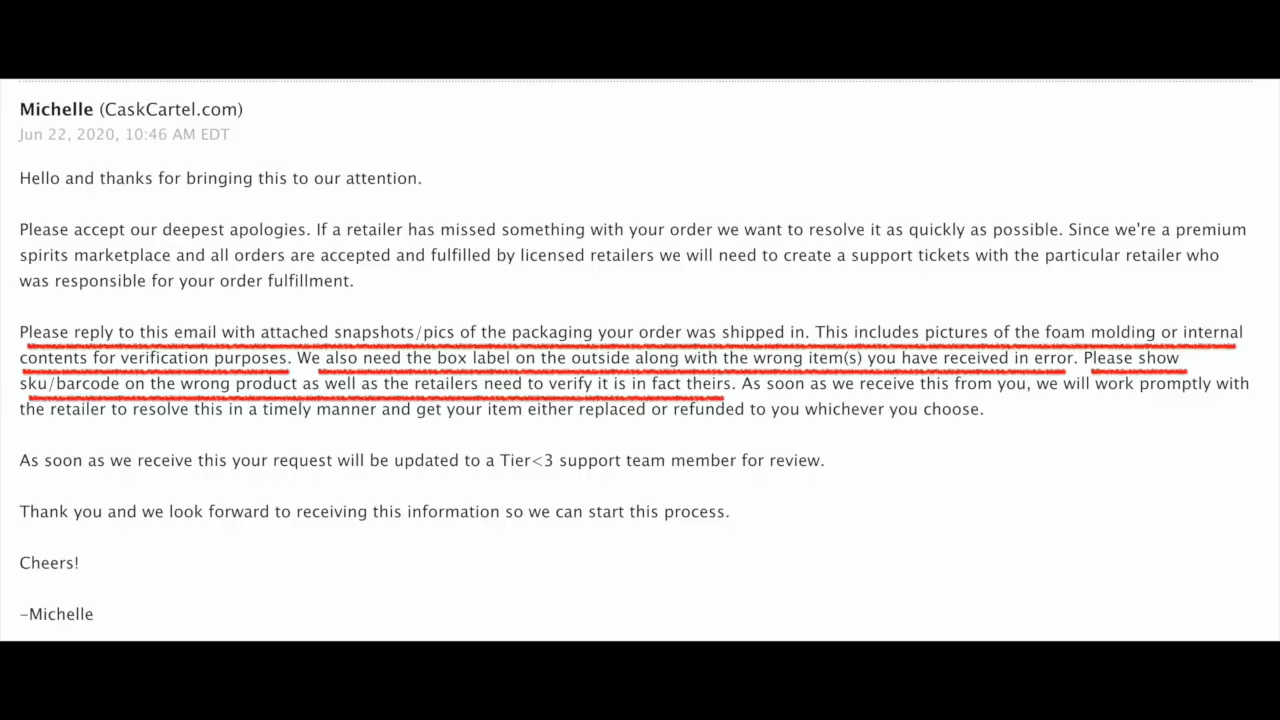 Michelle (CaskCartel.com)
Jun 22, 2020, 10:46 AM EDT
Hello and thanks for bringing this to our attention.
Please accept our deepest apologies. If a retailer has missed something with your order we want to resolve it as quickly as possible. Since we're a premium
spirits marketplace and all orders are accepted and fulfilled by licensed retailers we will need to create a support tickets with the particular retailer who
was responsible for your order fulfillment.
Please reply to this email with attached snapshots/pics of the packaging your order was shipped in. This includes pictures of the foam molding or internal
contents for verification purposes. We also need the box label on the outside along with the wrong item(s) you have received in error. Please show
sku/barcode on the wrong product as well as the retailers need to verify it is in fact theirs. As soon as we receive this from you, we will work promptly with
the retailer to resolve this in a timely manner and get your item either replaced or refunded to you whichever you choose.
As soon as we receive this your request will be updated to a Tier<3 support team member for review.
Thank you and we look forward to receiving this information so we can start this process.
Cheers!
-Michelle